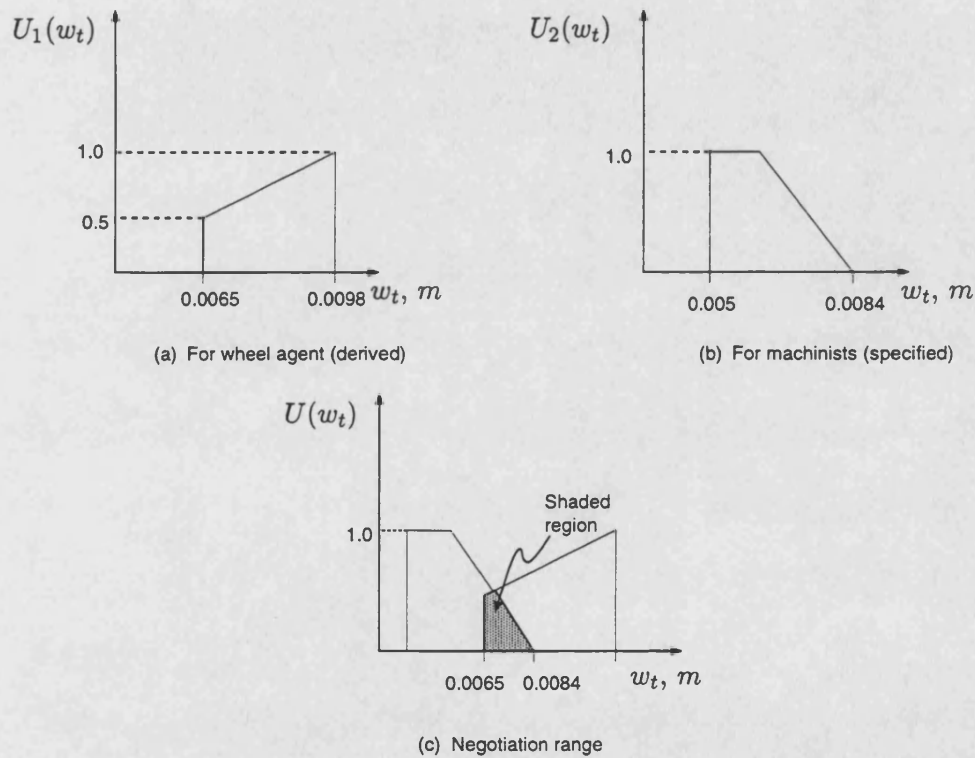 U₁(wₜ)
1.0
0.5
0.0065
0.0098
wₜ, m
(a) For wheel agent (derived)
U₂(wₜ)
1.0
0.005
0.0084
wₜ, m
(b) For machinists (specified)
U(wₜ)
Shaded
region
1.0
0.0065
0.0084
wₜ, m
(c) Negotiation range